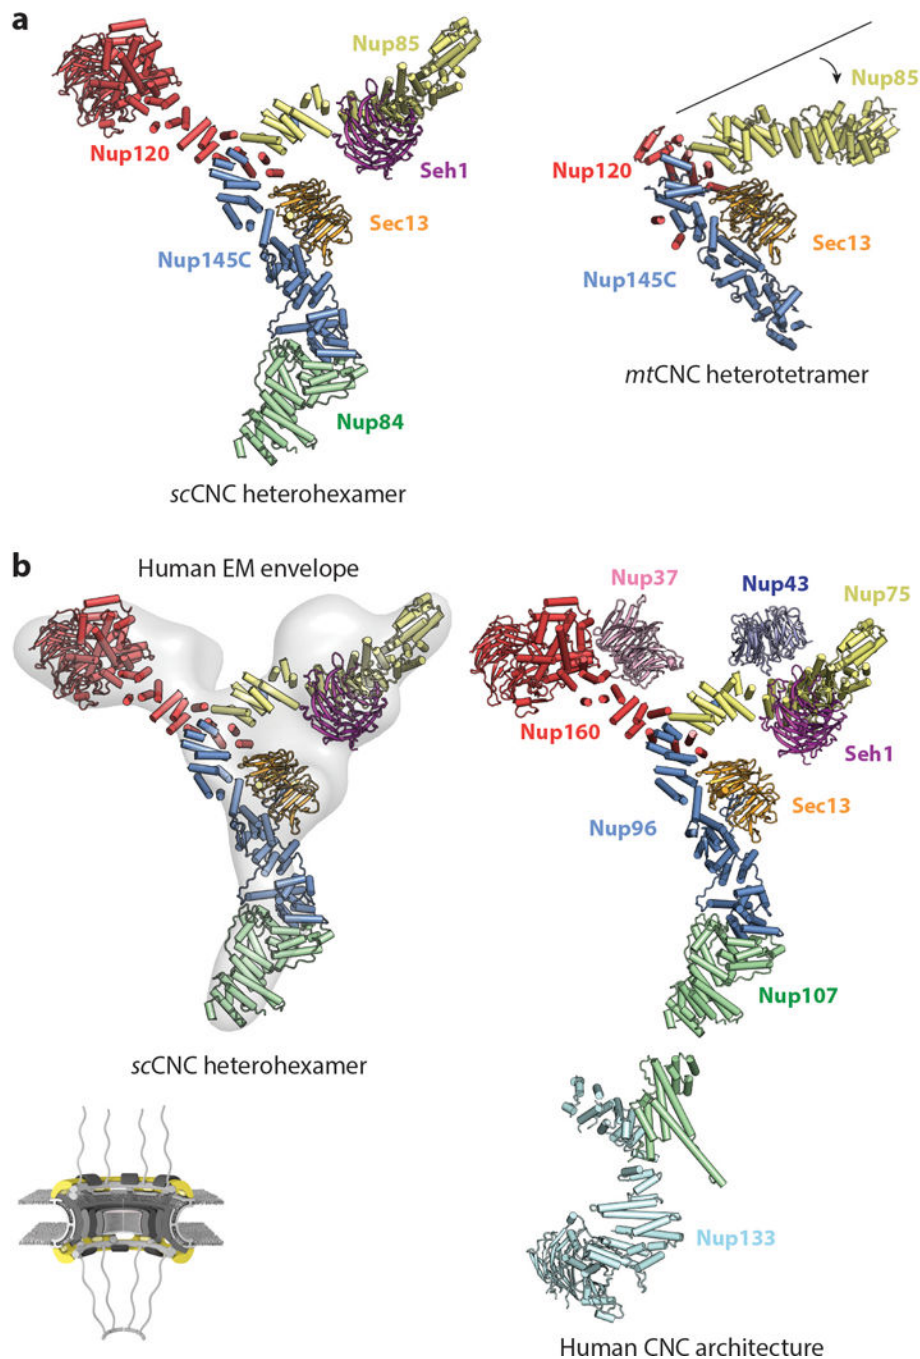 a
Nup85
Nup120
Seh1
Sec13
Nup145C
Nup84
scCNC heterohexamer
Nup85
Nup120
Sec13
Nup145C
mtCNC heterotetramer
b
Human EM envelope
scCNC heterohexamer
Nup37
Nup43
Nup75
Nup160
Seh1
Sec13
Nup96
Nup107
Nup133
Human CNC architecture